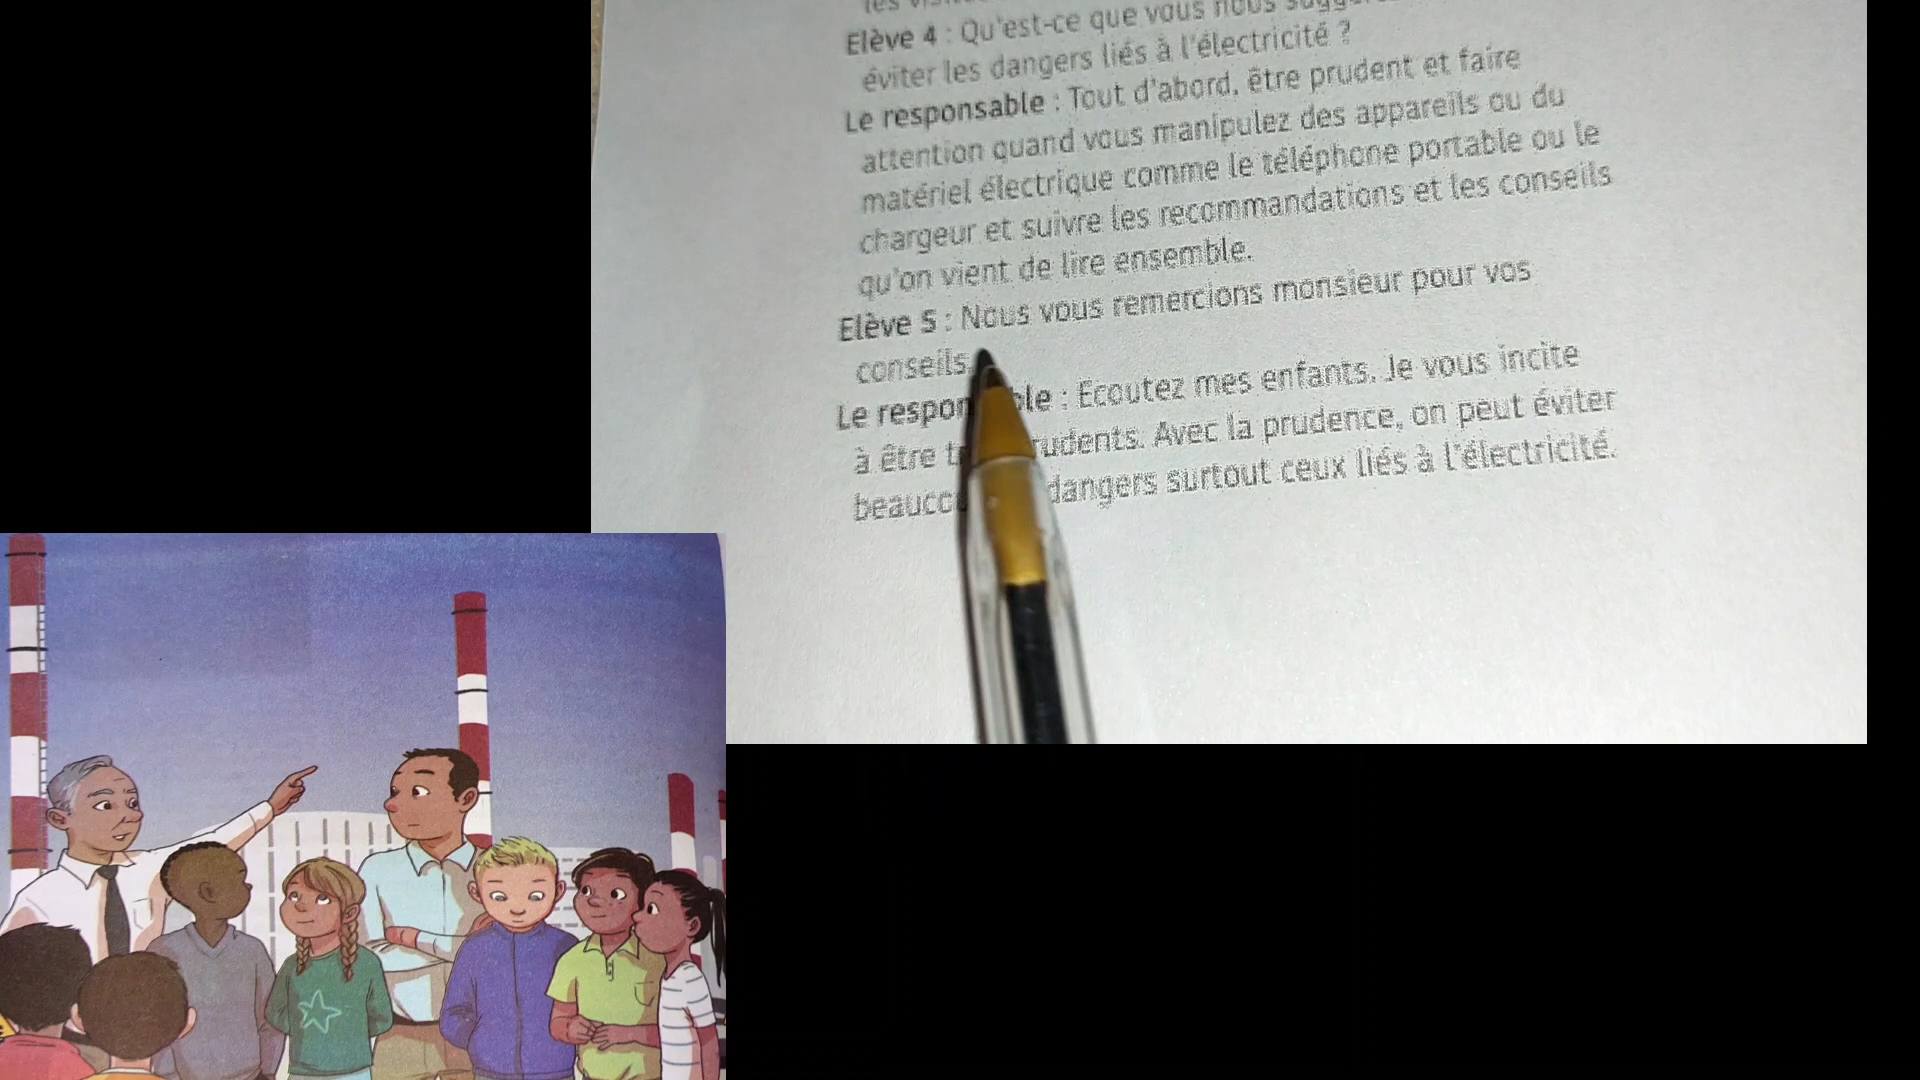 Elève 4 : Qu'est-ce que vous nous
éviter les dangers liés à l'électricité ?
Le responsable : Tout d'abord, être prudent et faire
attention quand vous manipulez des appareils ou du
matériel électrique comme le téléphone portable ou le
chargeur et suivre les recommandations et les conseils
qu'on vient de lire ensemble.
Elève 5 : Nous vous remercions monsieur pour vos
conseils.
Le : Ecoutez mes enfants. Je vous incite
à être Avec la prudence, on peut éviter
dangers surtout ceux liés à l'électricité.